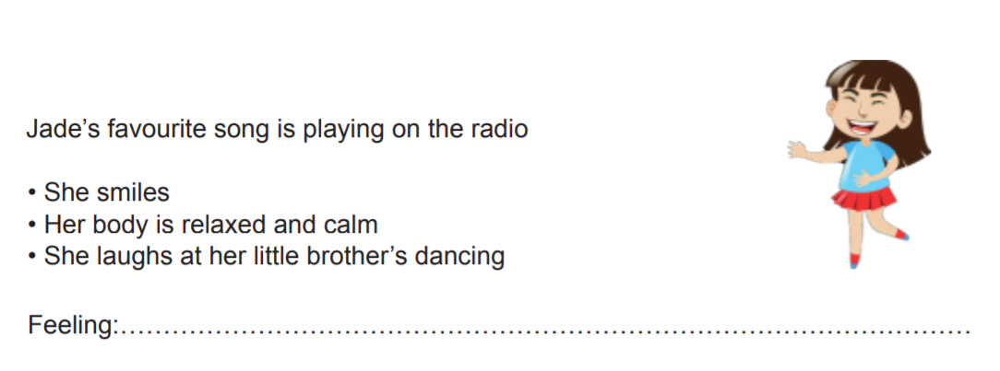 Jade’s favourite song is playing on the radio
• She smiles
• Her body is relaxed and calm
• She laughs at her little brother’s dancing
Feeling:……………………………………………………………………………………